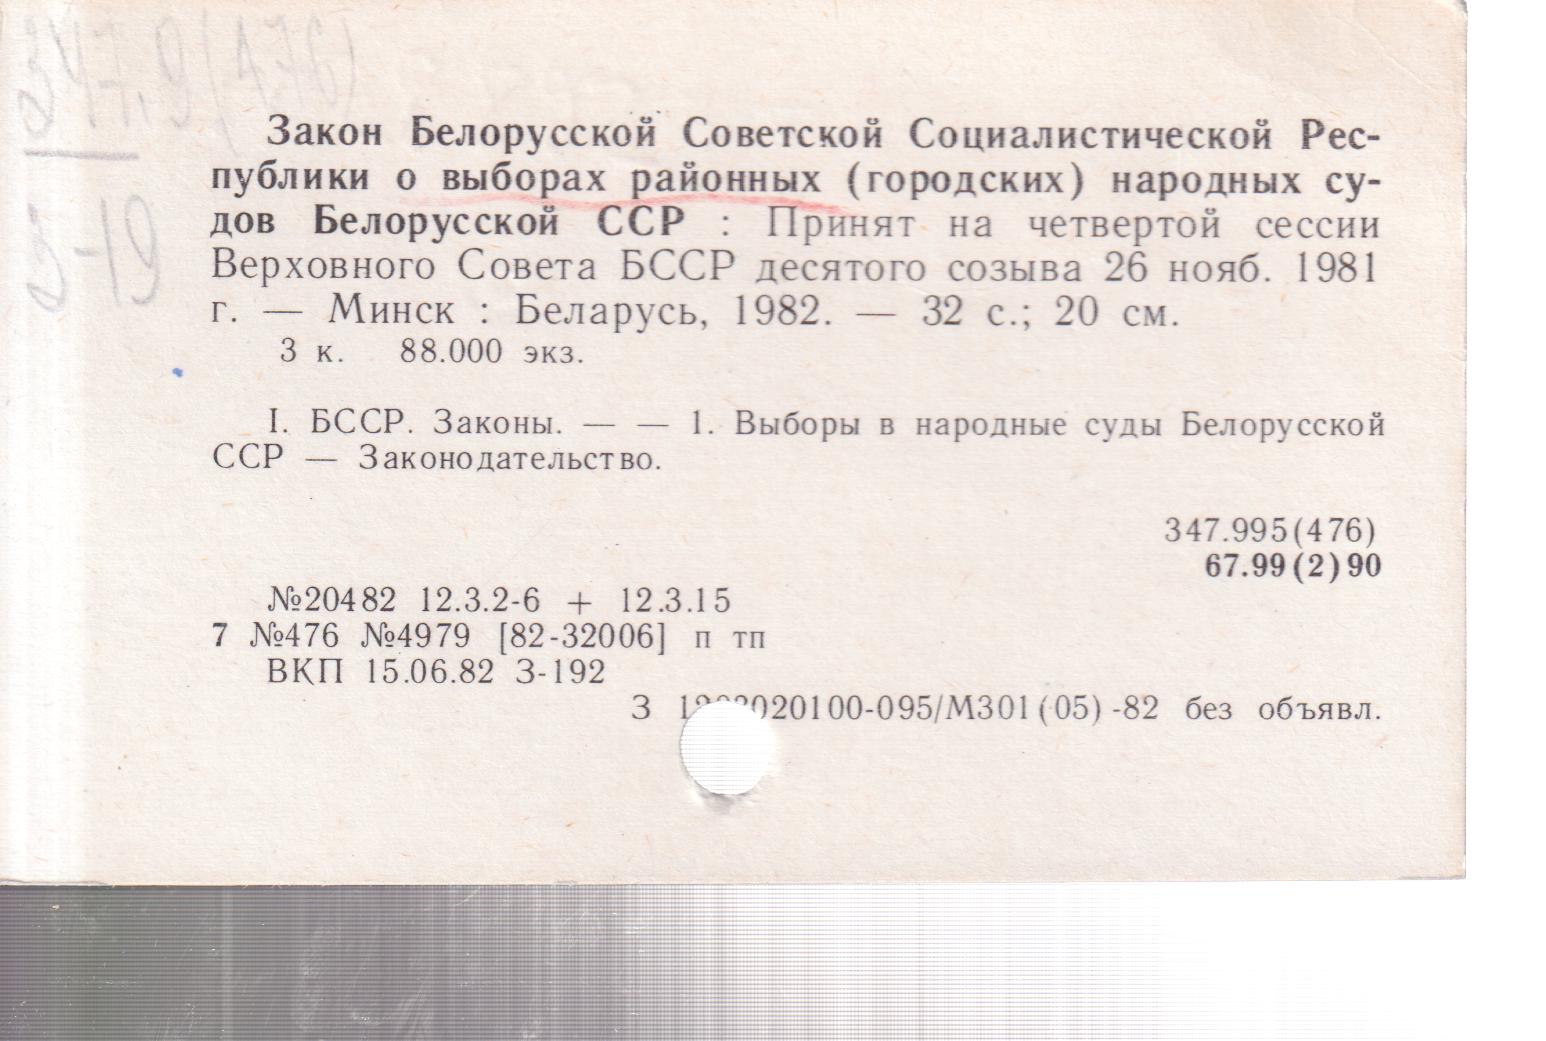 347.9(476)
З-19
Закон Белорусской Советской Социалистической Рес-
публики о выборах районных (городских) народных су-
дов Белорусской ССР : Принят на четвертой сессии
Верховного Совета БССР десятого созыва 26 нояб. 1981
г. — Минск : Беларусь, 1982. — 32 с.; 20 см.
3 к. 88.000 экз.
I. БССР. Законы. — — 1. Выборы в народные суды Белорусской
ССР — Законодательство.
347.995(476)
67.99(2)90
№20482 12.3.2-6 + 12.3.15
7 №476 №4979 [82-32006] п тп
ВКП 15.06.82 З-192
З 020100-095/М301(05)-82 без объявл.